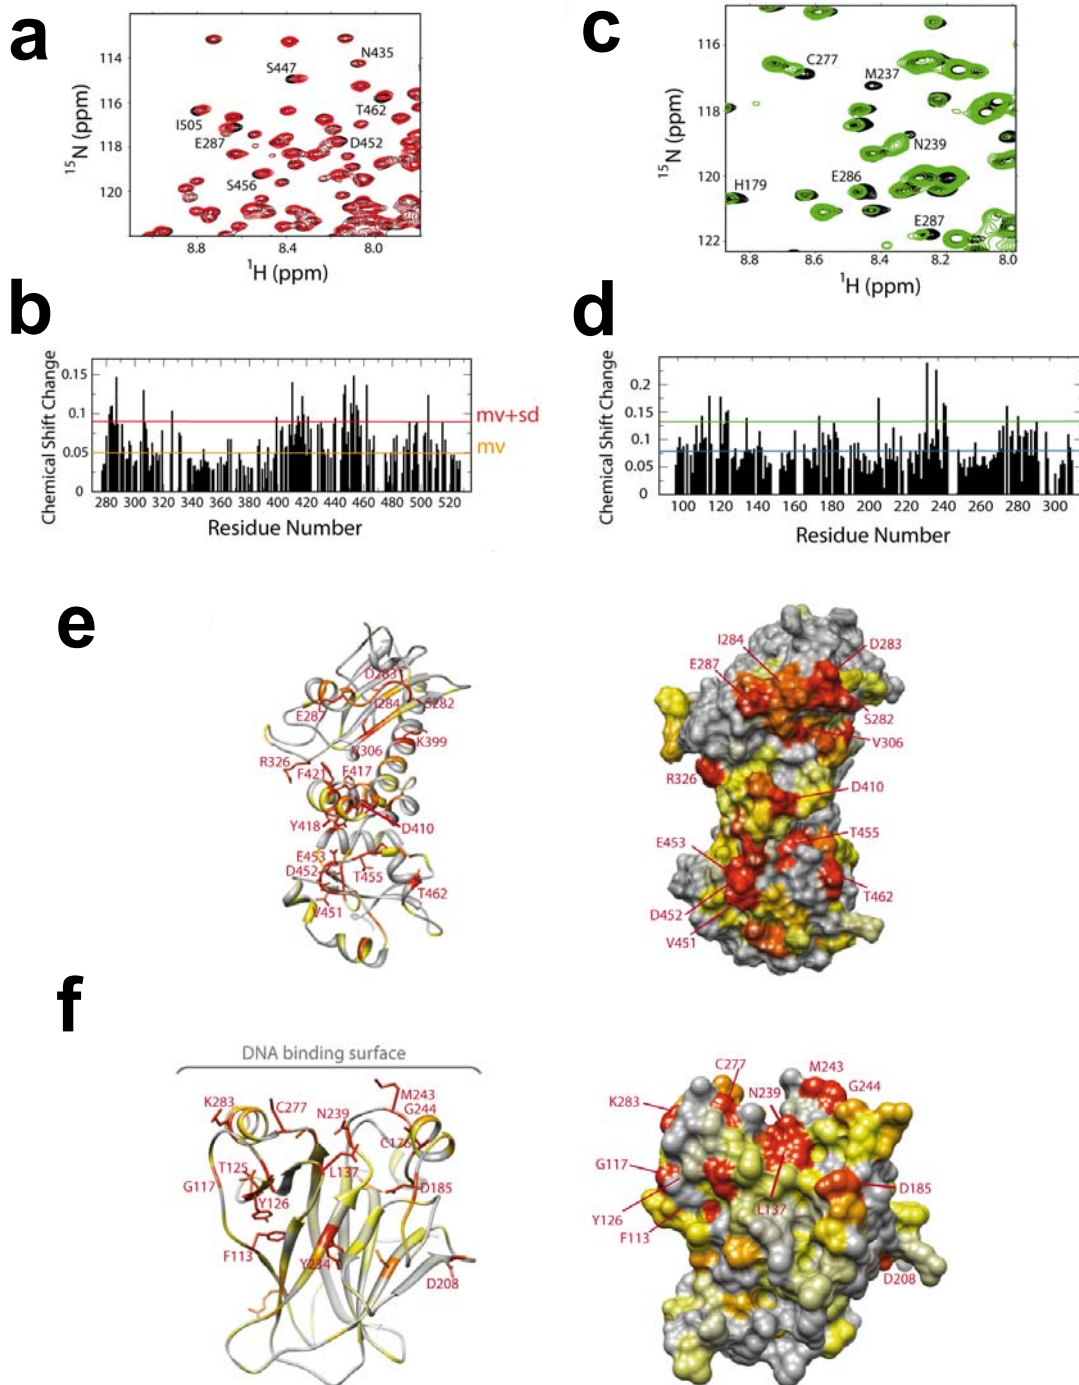 a
114
116
118
120
15N (ppm)
S447
N435
T462
I505
E287
D452
S456
8.8
8.4
8.0
1H (ppm)
c
116
118
120
122
15N (ppm)
C277
M237
N239
H179
E286
E287
8.8
8.6
8.4
8.2
8.0
1H (ppm)
b
Chemical Shift Change
0.15
0.1
0.05
0
mv+sd
mv
280 300 320 340 360 380 400 420 440 460 480 500 520
Residue Number
d
Chemical Shift Change
0.2
0.15
0.1
0.05
0
100 120 140 160 180 200 220 240 260 280 300
Residue Number
e
D283
I284
S282
E287
V306
K399
R326
F421
F417
Y418
D410
E453
D452
T455
T462
V451
I284
D283
E287
S282
V306
R326
D410
E453
T455
T462
D452
V451
f
DNA binding surface
K283
C277
N239
M243
G244
C176
T125
L137
G117
Y126
D185
F113
Y234
D208
C277
M243
N239
G244
K283
G117
D185
Y126
L137
F113
D208